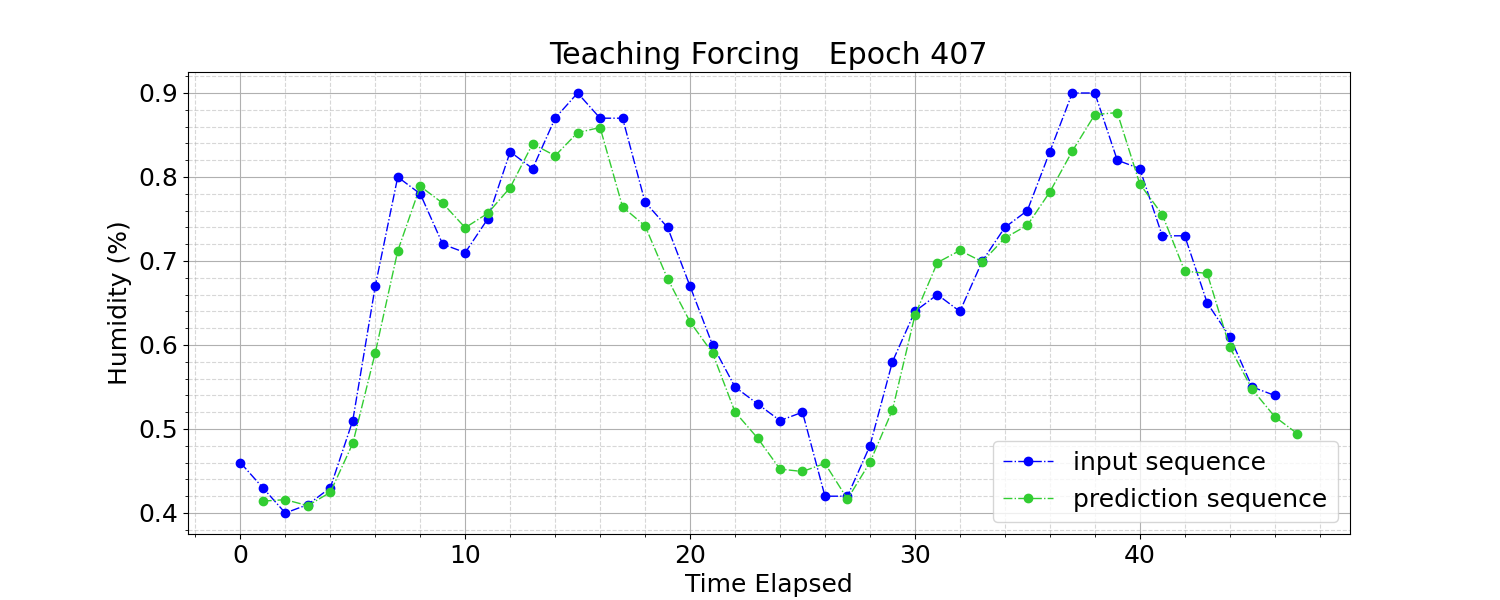 Teaching Forcing   Epoch 407
Humidity (%)
0.9
0.8
0.7
0.6
0.5
0.4
input sequence
prediction sequence
0 10 20 30 40
Time Elapsed